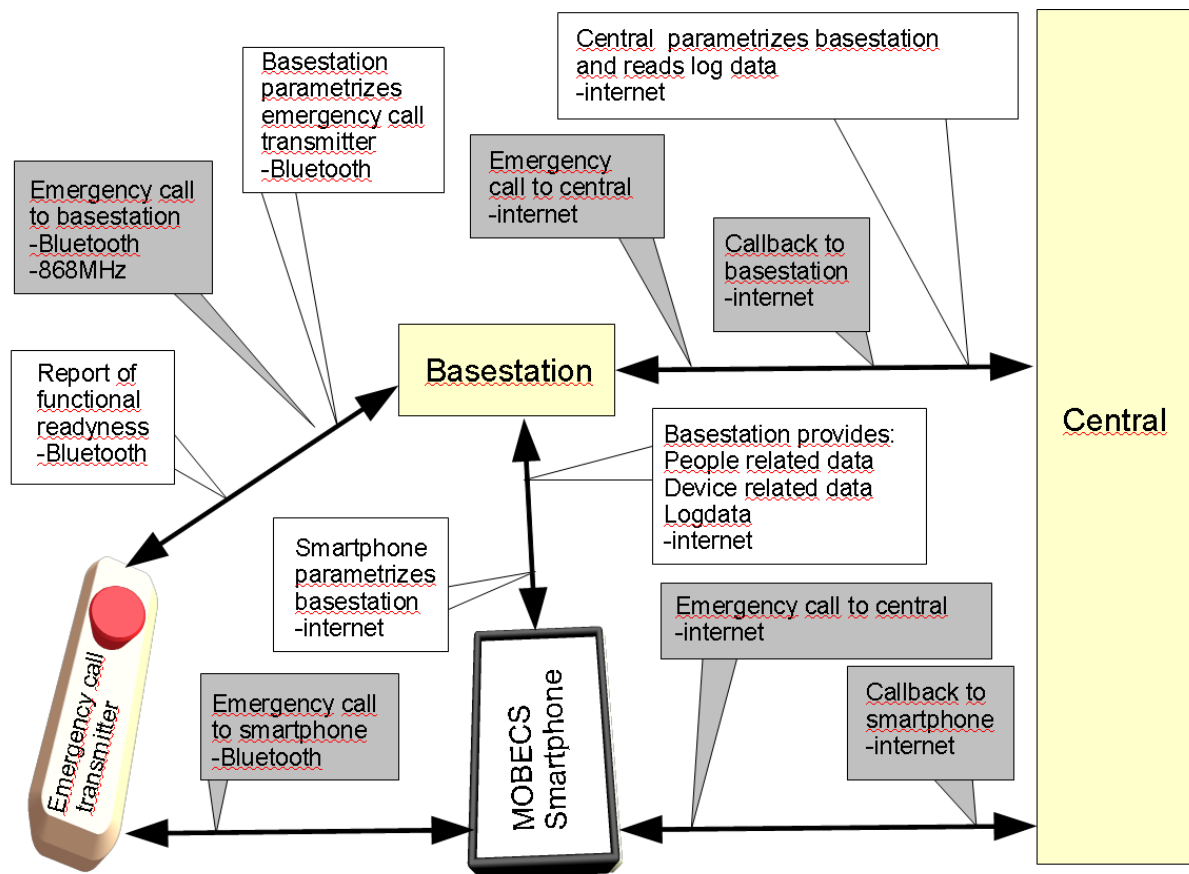 Central  parametrizes basestation
and reads log data
-internet
Basestation
parametrizes
emergency call
transmitter
-Bluetooth
Emergency
call to central
-internet
Emergency call
to basestation
-Bluetooth
-868MHz
Callback to
basestation
-internet
Report of
functional
readyness
-Bluetooth
Basestation
Central
Basestation provides:
People related data
Device related data
Logdata
-internet
Smartphone
parametrizes
basestation
-internet
Emergency call to central
-internet
Emergency call
transmitter
Emergency call
to smartphone
-Bluetooth
MOBECS
Smartphone
Callback to
smartphone
-internet